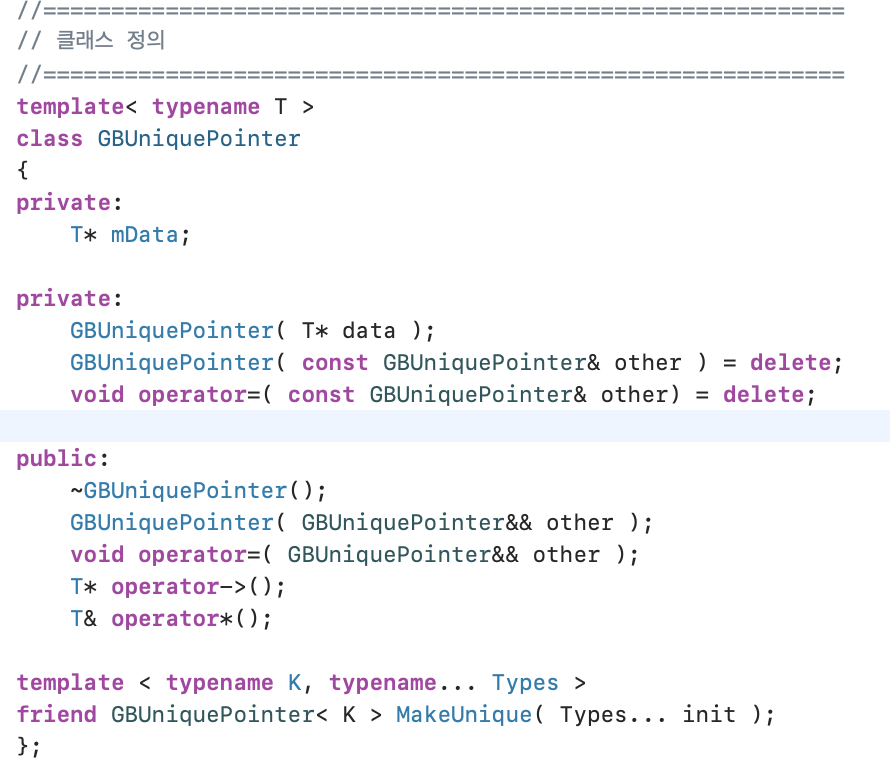 //===========================================================
// 클래스 정의
//===========================================================
template< typename T >
class GBUniquePointer
{
private:
    T* mData;

private:
    GBUniquePointer( T* data );
    GBUniquePointer( const GBUniquePointer& other ) = delete;
    void operator=( const GBUniquePointer& other) = delete;

public:
    ~GBUniquePointer();
    GBUniquePointer( GBUniquePointer&& other );
    void operator=( GBUniquePointer&& other );
    T* operator->();
    T& operator*();

template < typename K, typename... Types >
friend GBUniquePointer< K > MakeUnique( Types... init );
};